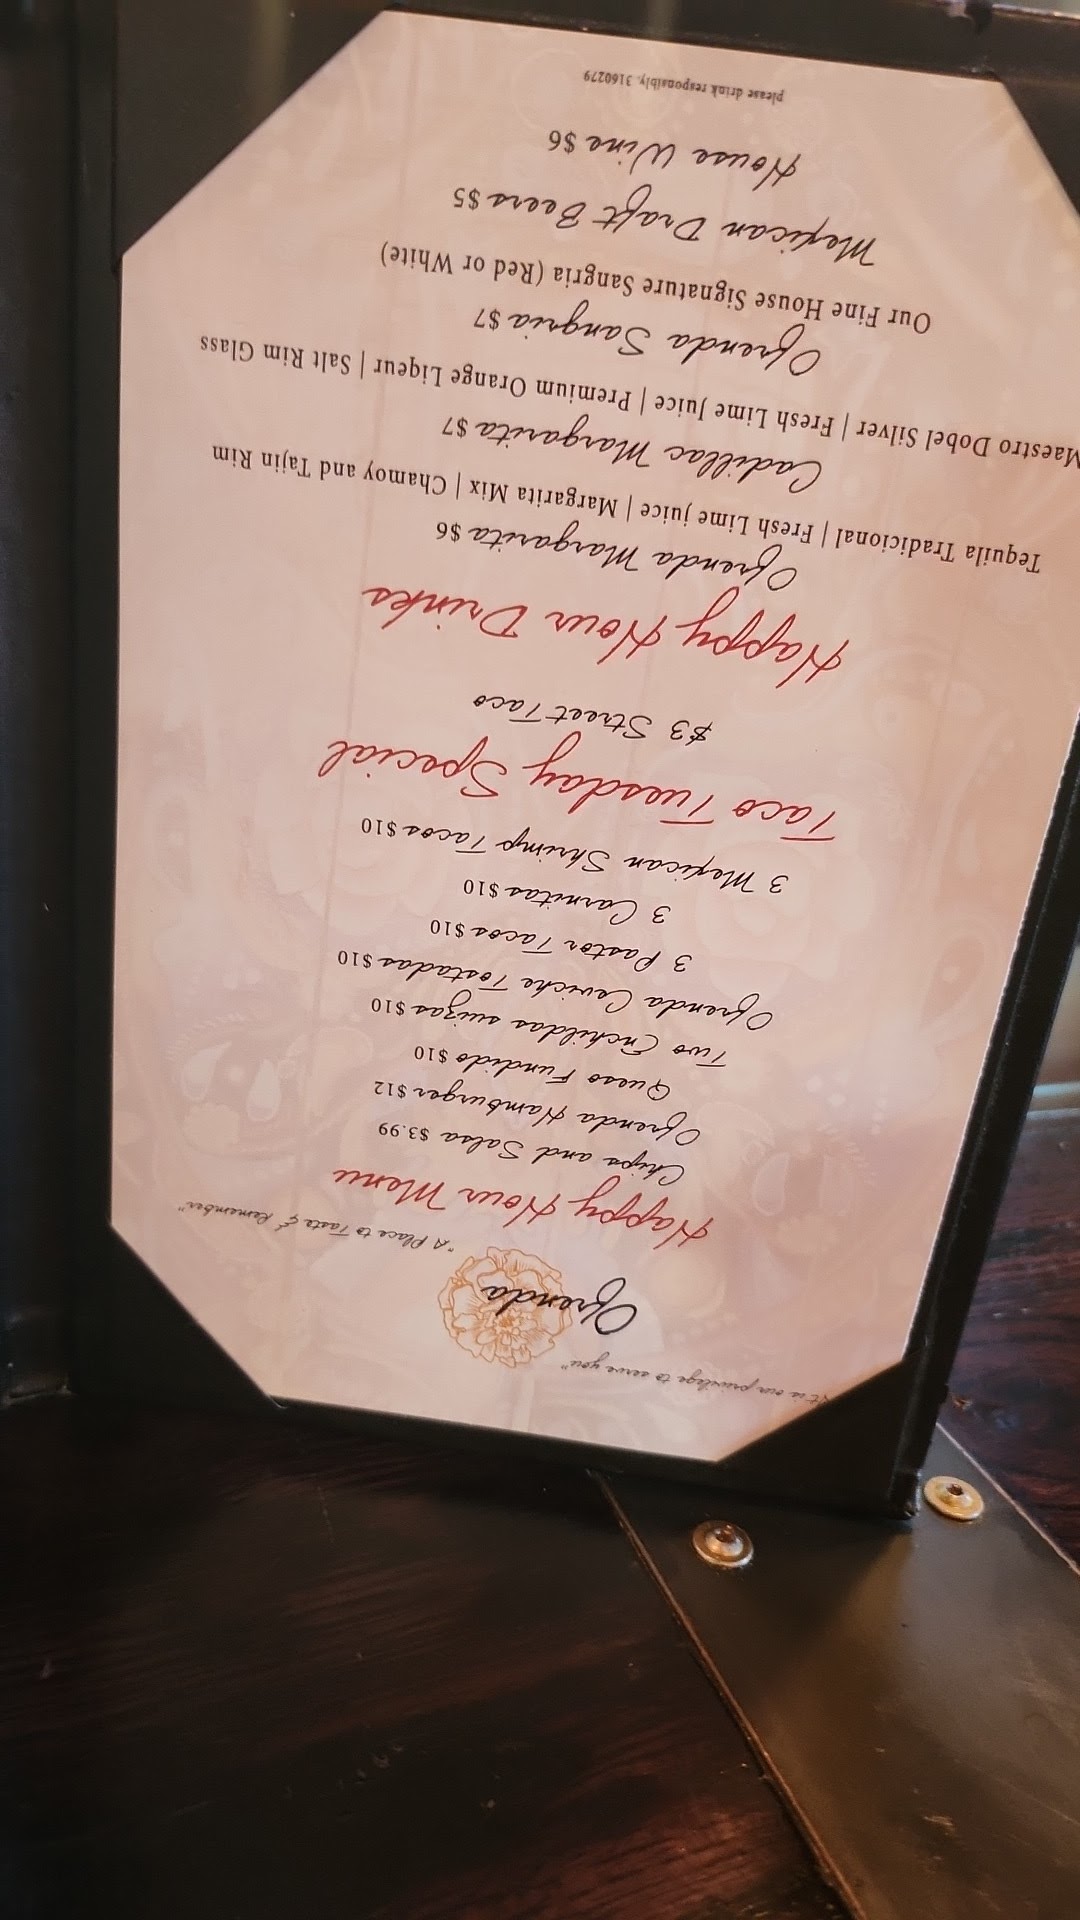 "It is our privilege to serve you"
Ofrenda
"A Place to Taste & Remember"
Happy Hour Menu
Chips and Salsa $3.99
Ofrenda Hamburger $12
Queso Fundido $10
Two Enchildas suizas $10
Ofrenda Ceviche Tostadas $10
3 Pastor Tacos $10
3 Carnitas $10
3 Mexican Shrimp Tacos $10
Taco Tuesday Special
$3 Street Taco
Happy Hour Drinks
Ofrenda Margarita $6
Tequila Tradicional | Fresh Lime juice | Margarita Mix | Chamoy and Tajin Rim
Cadillac Margarita $7
Maestro Dobel Silver | Fresh Lime Juice | Premium Orange Liqeur | Salt Rim Glass
Ofrenda Sangria $7
Our Fine House Signature Sangria (Red or White)
Mexican Draft Beers $5
House Wine $6
please drink responsibly. 3160279